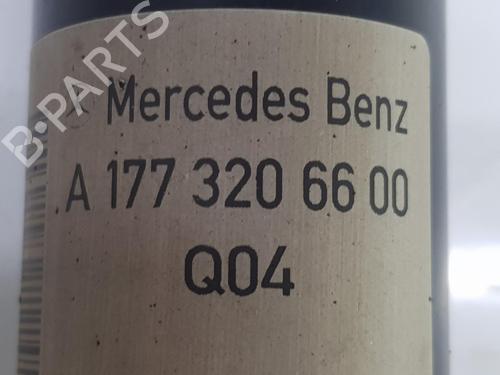 B-PARTS
Mercedes Benz
A 177 320 66 00
Q04